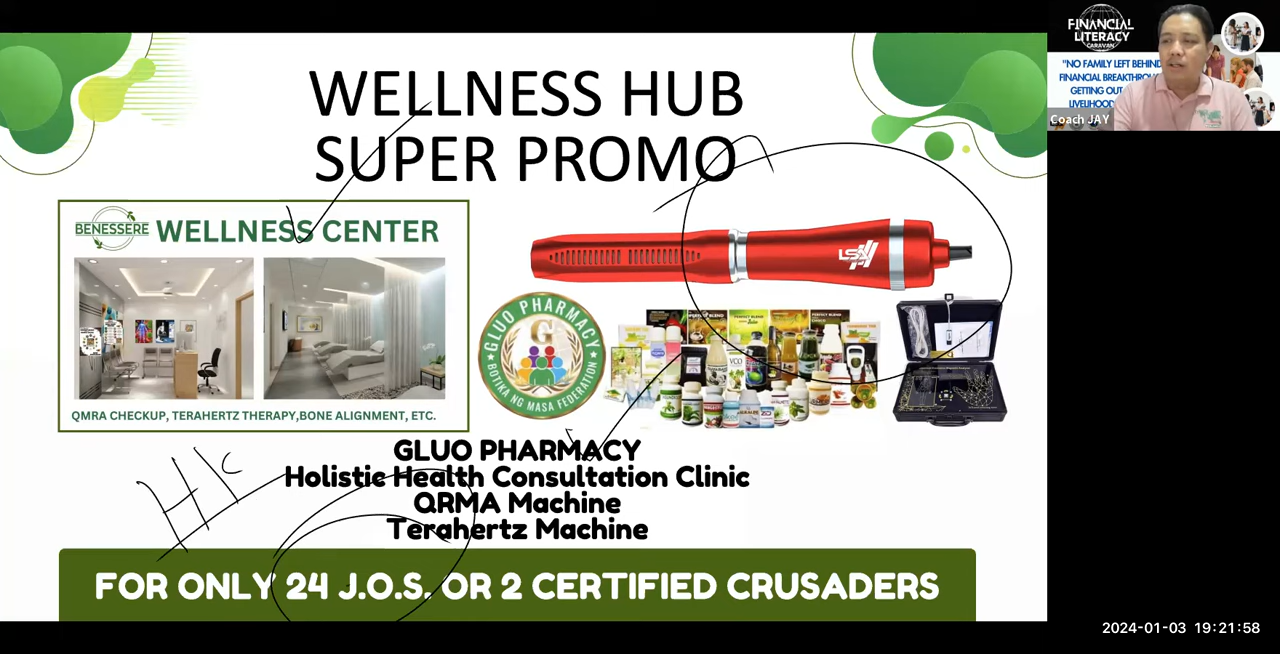 WELLNESS HUB
SUPER PROMO
BENESSERE WELLNESS CENTER
QMRA CHECKUP, TERAHERTZ THERAPY,BONE ALIGNMENT, ETC.
LSA
GLUO PHARMACY
G
BOTIKA NG MASA FEDERATION
GLUO PHARMACY
Holistic Health Consultation Clinic
QRMA Machine
Terahertz Machine
FOR ONLY 24 J.O.S. OR 2 CERTIFIED CRUSADERS
FINANCIAL
LITERACY
CARAVAN
"NO FAMILY LEFT BEHIND
FINANCIAL BREAKTHROU
GETTING OUT
LIVELIHOOD
Coach JAY
2024-01-03 19:21:58